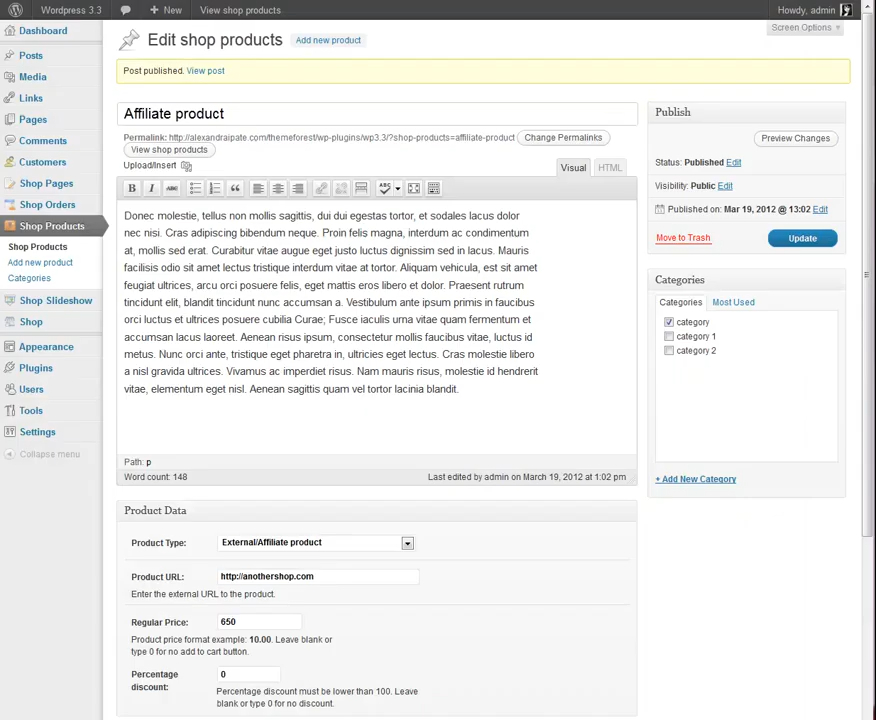 Wordpress 3.3
+ New
View shop products
Howdy, admin
Screen Options
Dashboard
Posts
Media
Links
Pages
Comments
Customers
Shop Pages
Shop Orders
Shop Products
Shop Products
Add new product
Categories
Shop Slideshow
Shop
Appearance
Plugins
Users
Tools
Settings
Collapse menu
Edit shop products
Add new product
Post published. View post
Affiliate product
Permalink: http://alexandraipate.com/themeforest/wp-plugins/wp3.3/?shop-products=affiliate-product
Change Permalinks
View shop products
Upload/Insert
Visual
HTML
B
I
ABC
ABC
Donec molestie, tellus non mollis sagittis, dui dui egestas tortor, et sodales lacus dolor
nec nisi. Cras adipiscing bibendum neque. Proin felis magna, interdum ac condimentum
at, mollis sed erat. Curabitur vitae augue eget justo luctus dignissim sed in lacus. Mauris
facilisis odio sit amet lectus tristique interdum vitae at tortor. Aliquam vehicula, est sit amet
feugiat ultrices, arcu orci posuere felis, eget mattis eros libero et dolor. Praesent rutrum
tincidunt elit, blandit tincidunt nunc accumsan a. Vestibulum ante ipsum primis in faucibus
orci luctus et ultrices posuere cubilia Curae; Fusce iaculis urna vitae quam fermentum et
accumsan lacus laoreet. Aenean risus ipsum, consectetur mollis faucibus vitae, luctus id
metus. Nunc orci ante, tristique eget pharetra in, ultricies eget lectus. Cras molestie libero
a nisl gravida ultrices. Vivamus ac imperdiet risus. Nam mauris risus, molestie id hendrerit
vitae, elementum eget nisl. Aenean sagittis quam vel tortor lacinia blandit.
Path: p
Word count: 148
Last edited by admin on March 19, 2012 at 1:02 pm
Product Data
Product Type:
External/Affiliate product
Product URL:
http://anothershop.com
Enter the external URL to the product.
Regular Price:
650
Product price format example: 10.00. Leave blank or
type 0 for no add to cart button.
Percentage
discount:
0
Percentage discount must be lower than 100. Leave
blank or type 0 for no discount.
Publish
Preview Changes
Status: Published Edit
Visibility: Public Edit
Published on: Mar 19, 2012 @ 13:02 Edit
Move to Trash
Update
Categories
Categories
Most Used
category
category 1
category 2
+ Add New Category